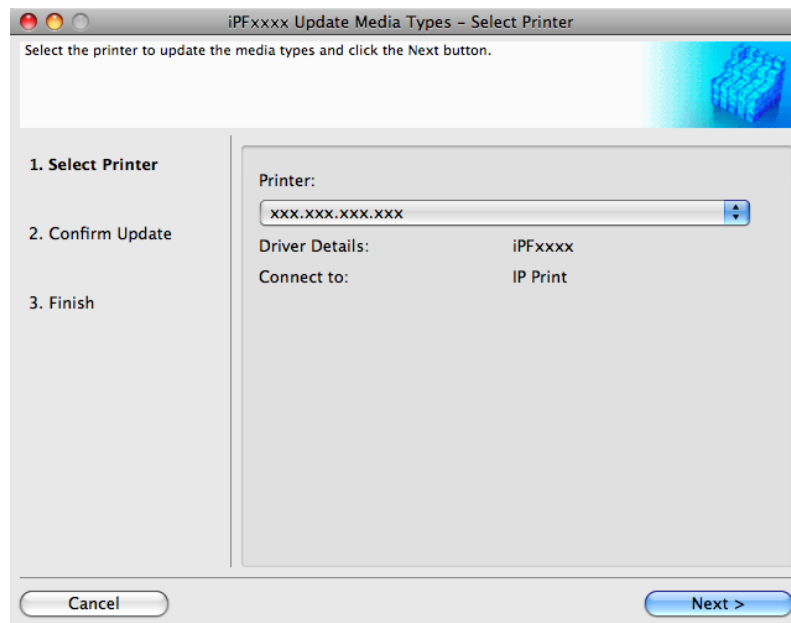 iPFxxxx Update Media Types – Select Printer
Select the printer to update the media types and click the Next button.
1. Select Printer
2. Confirm Update
3. Finish
Printer:
xxx.xxx.xxx.xxx
Driver Details: iPFxxxx
Connect to: IP Print
Cancel
Next >